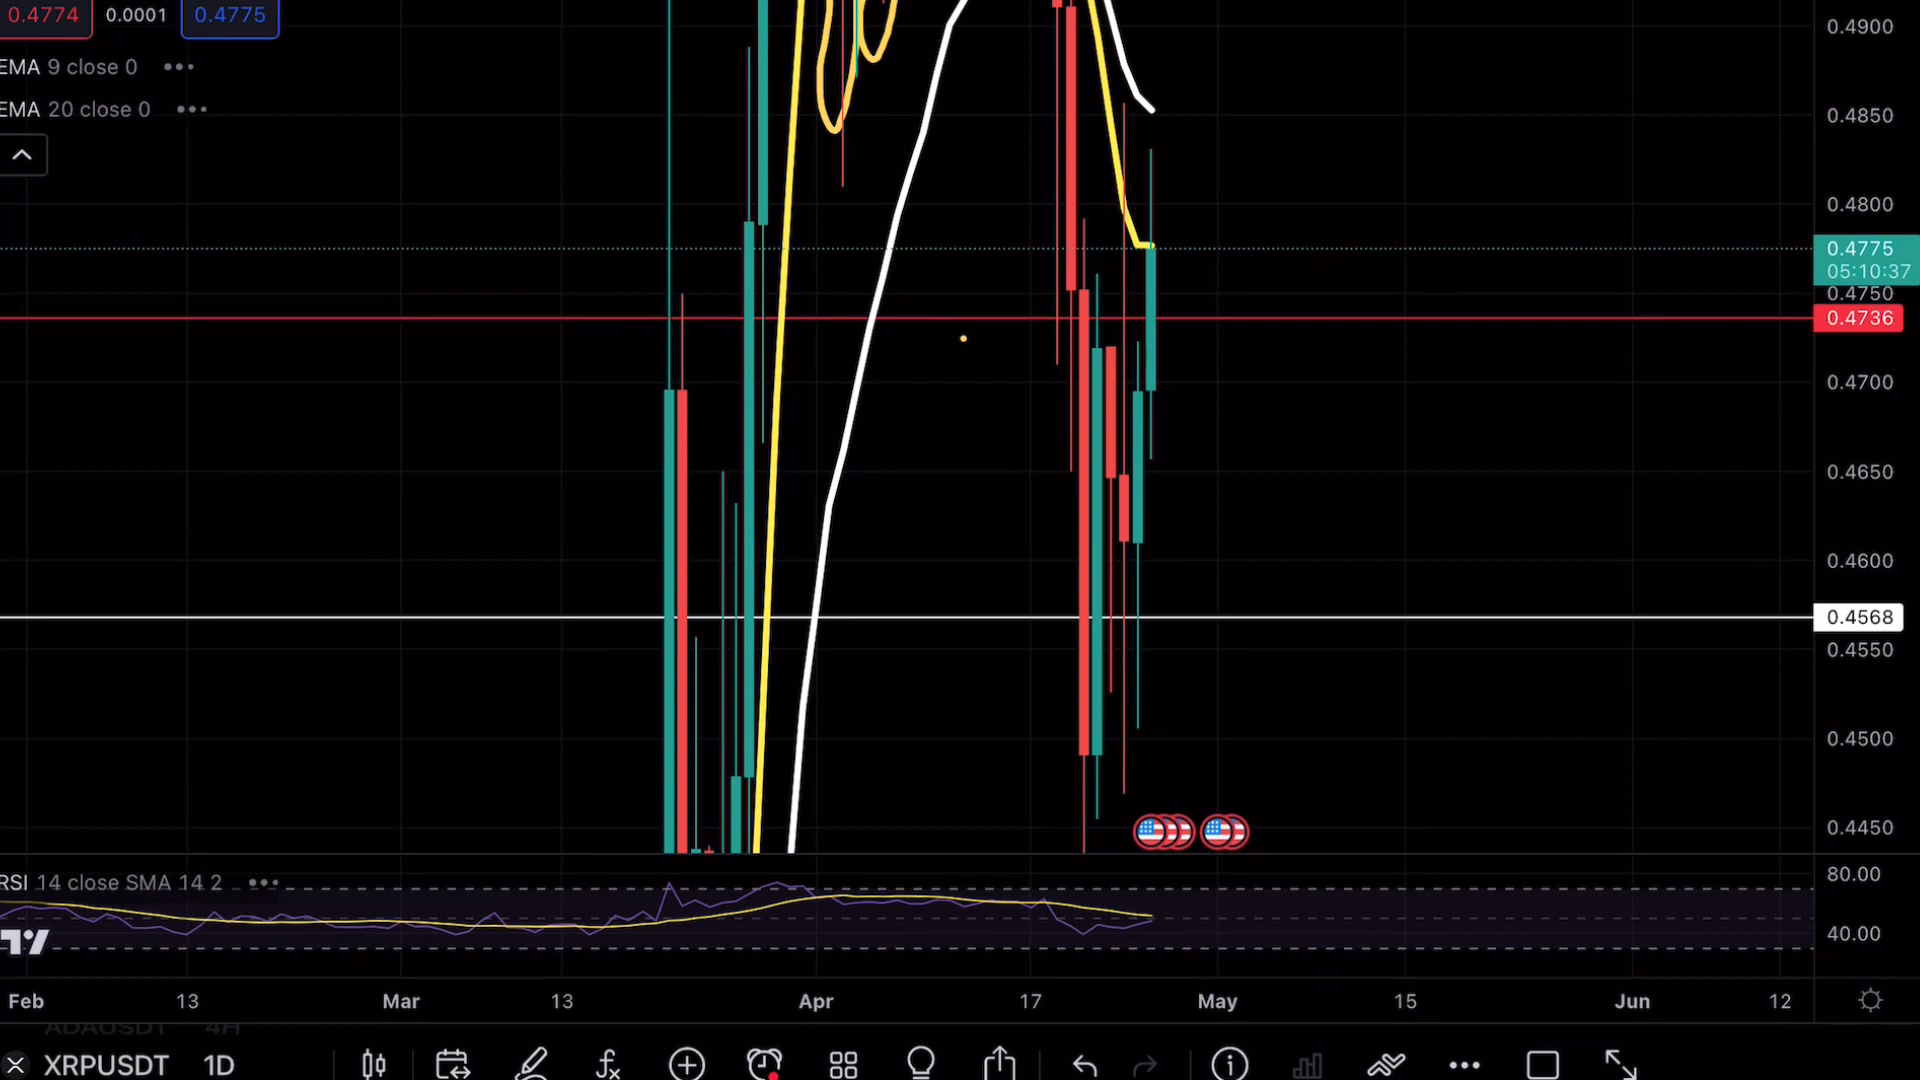 0.4774 0.0001 0.4775
EMA 9 close 0
EMA 20 close 0
0.4900
0.4850
0.4800
0.4775
05:10:37
0.4750
0.4736
0.4700
0.4650
0.4600
0.4568
0.4550
0.4500
0.4450
RSI 14 close SMA 14 2
80.00
40.00
Feb 13 Mar 13 Apr 17 May 15 Jun 12
ADAUSDT 4H
XRPUSDT 1D